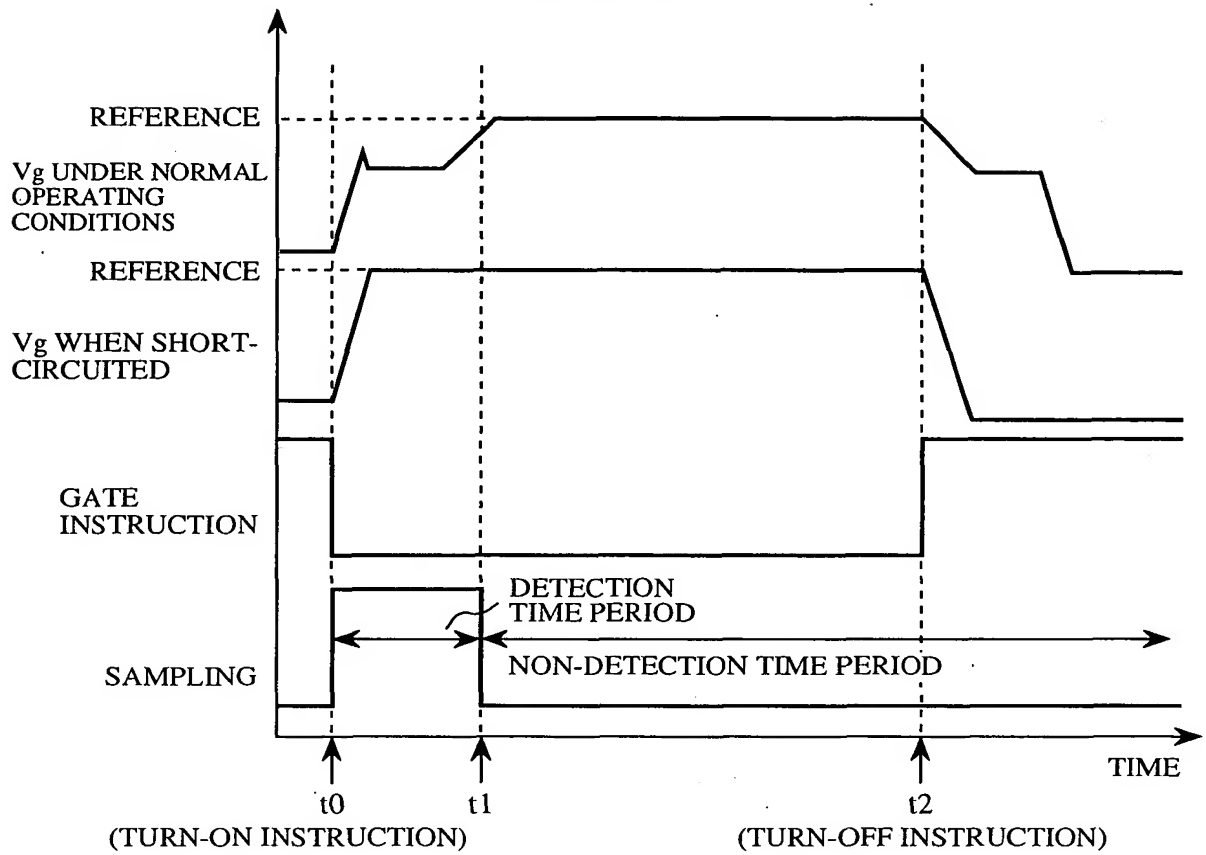 REFERENCE
Vg UNDER NORMAL
OPERATING
CONDITIONS
REFERENCE
Vg WHEN SHORT-
CIRCUITED
GATE
INSTRUCTION
DETECTION
TIME PERIOD
NON-DETECTION TIME PERIOD
SAMPLING
TIME
t0
t1
t2
(TURN-ON INSTRUCTION)
(TURN-OFF INSTRUCTION)